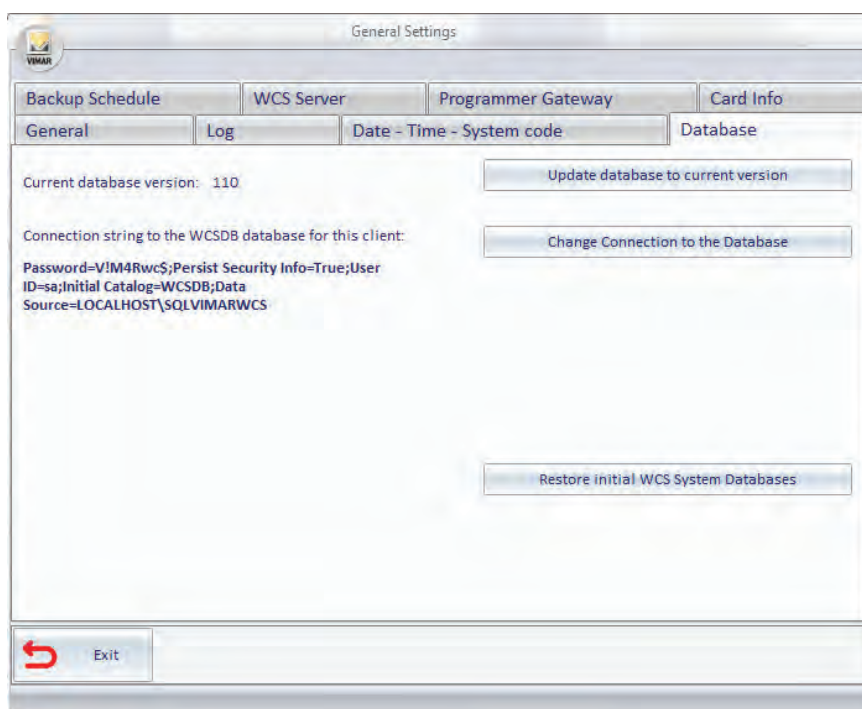 General Settings
VIMAR
Backup Schedule
WCS Server
Programmer Gateway
Card Info
General
Log
Date - Time - System code
Database
Current database version: 110
Update database to current version
Connection string to the WCSDB database for this client:
Change Connection to the Database
Password=V!M4Rwc$;Persist Security Info=True;User
ID=sa;Initial Catalog=WCSDB;Data
Source=LOCALHOST\SQLVIMARWCS
Restore initial WCS System Databases
Exit